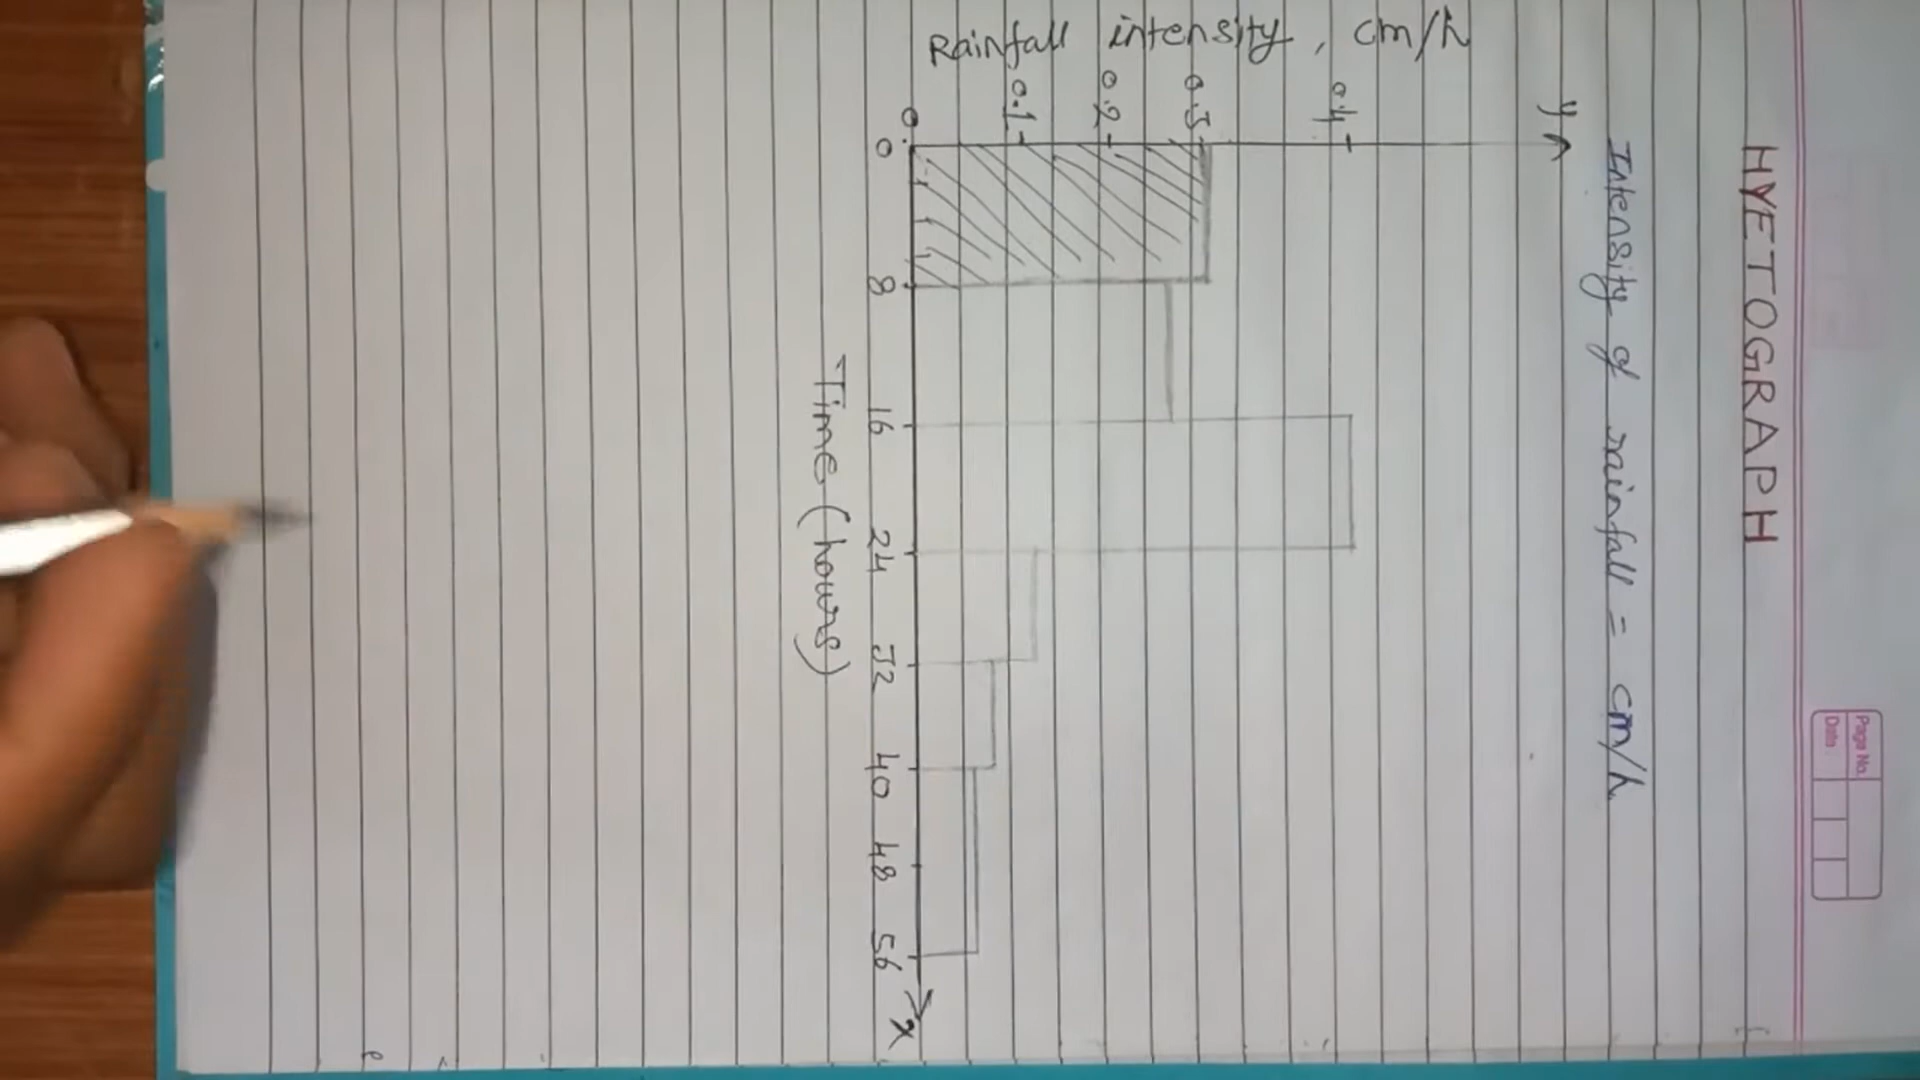 Page No.
Date
HYETOGRAPH
Intensity of rainfall = cm/h
y
Rainfall intensity, cm/h
0.4
0.3
0.2
0.1
0
0 8 16 24 32 40 48 56 x
Time (hours)